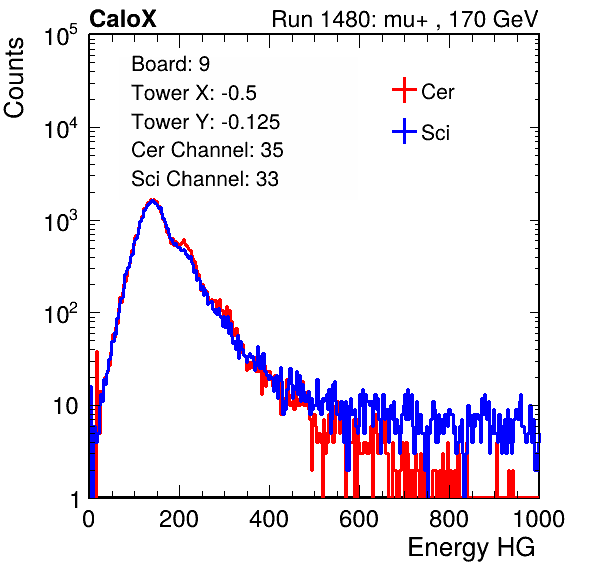 CaloX Run 1480: mu+ , 170 GeV
Counts
Board: 9
Tower X: -0.5
Tower Y: -0.125
Cer Channel: 35
Sci Channel: 33
Cer
Sci
10^5
10^4
10^3
10^2
10
1
0 200 400 600 800 1000
Energy HG